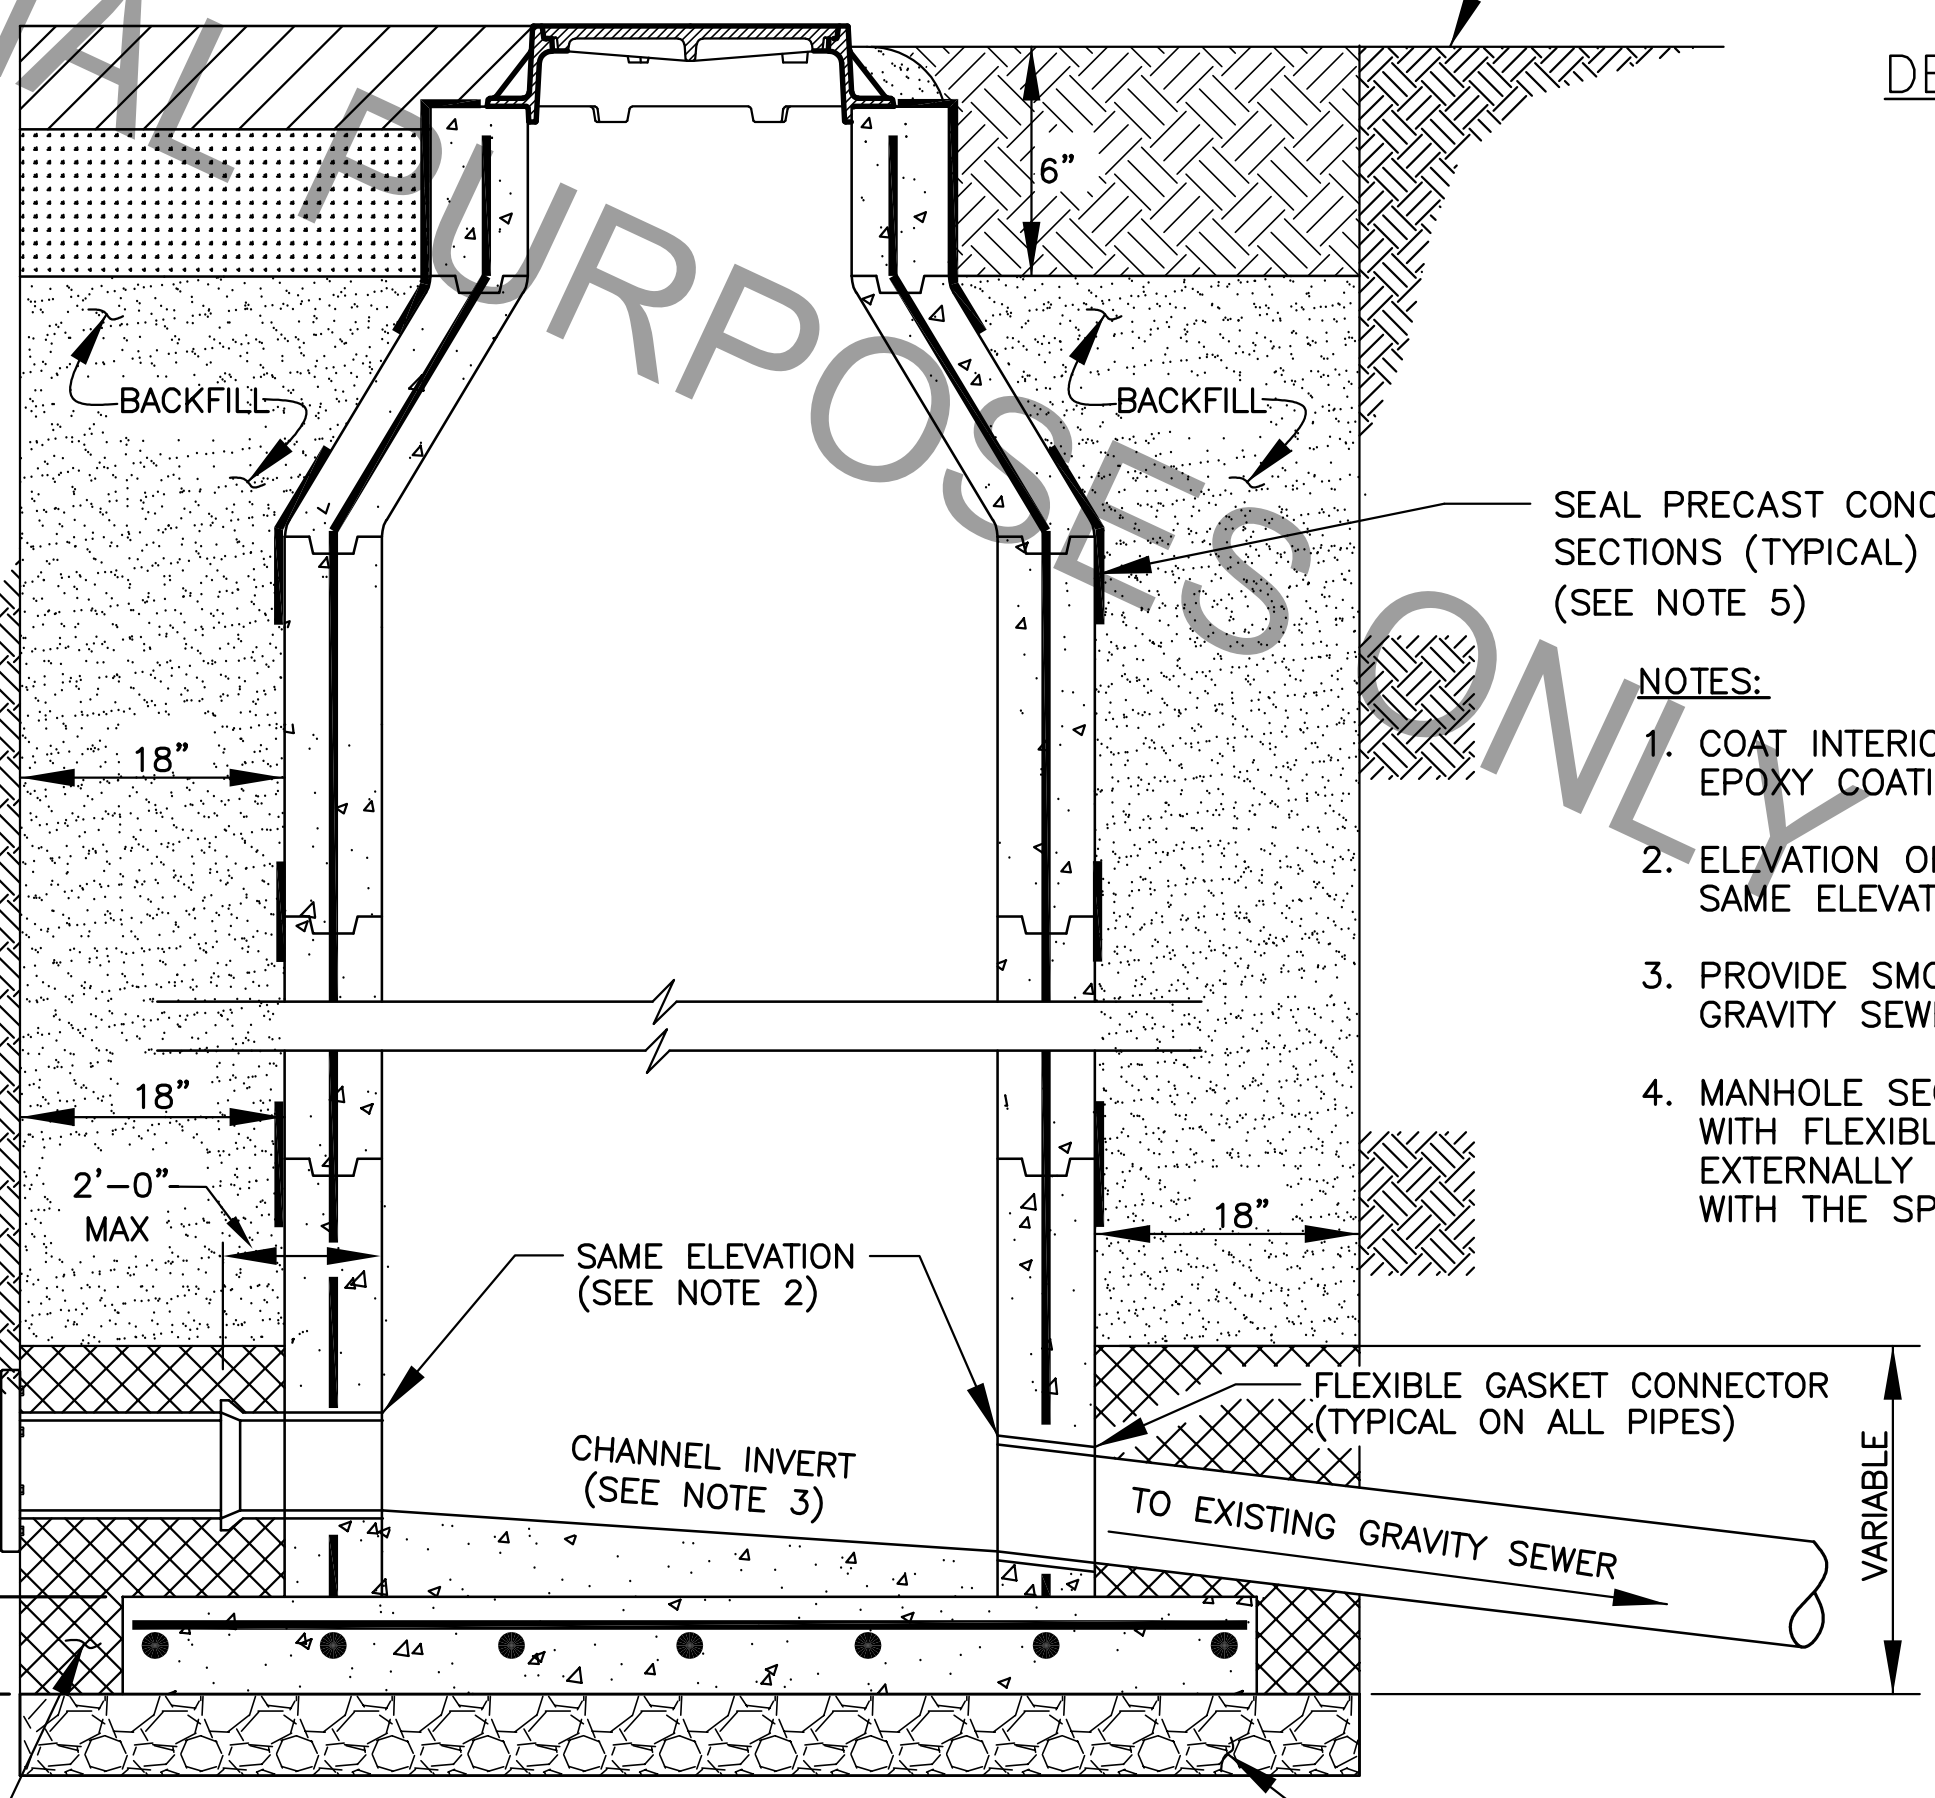 DE
6"
BACKFILL
BACKFILL
SEAL PRECAST CONC
SECTIONS (TYPICAL)
(SEE NOTE 5)
NOTES:
1. COAT INTERIO
EPOXY COATI
2. ELEVATION O
SAME ELEVAT
3. PROVIDE SMO
GRAVITY SEW
4. MANHOLE SE
WITH FLEXIBL
EXTERNALLY
WITH THE SP
18"
18"
2'-0"
MAX
18"
SAME ELEVATION
(SEE NOTE 2)
FLEXIBLE GASKET CONNECTOR
(TYPICAL ON ALL PIPES)
CHANNEL INVERT
(SEE NOTE 3)
TO EXISTING GRAVITY SEWER
VARIABLE
AL PURPOSES ONLY